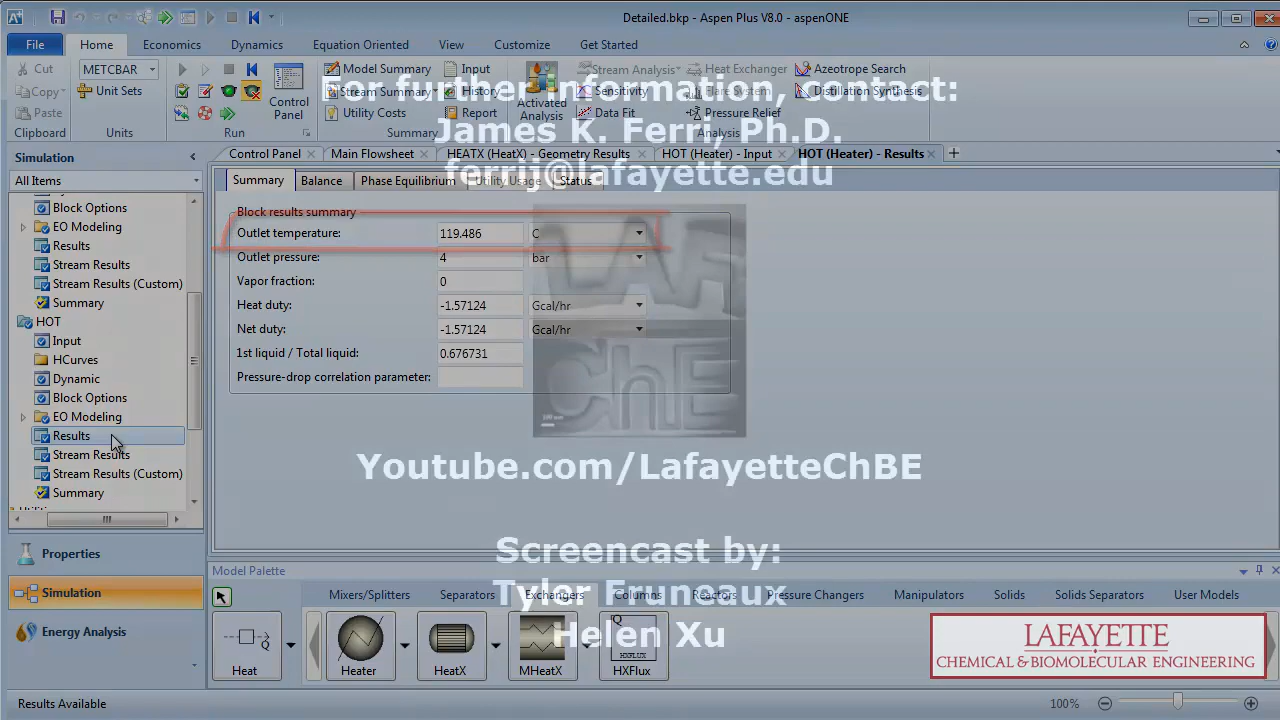 Detailed.bkp - Aspen Plus V8.0 - aspenONE
File Home Economics Dynamics Equation Oriented View Customize Get Started
Cut METCBAR Model Summary Input Stream Analysis Heat Exchanger Azeotrope Search
Copy Unit Sets Control Panel Stream Summary History Activated Analysis Sensitivity Flare System Distillation Synthesis
Paste Utility Costs Report Data Fit Pressure Relief
Clipboard Units Run Summary Analysis
For further information, contact:
James K. Ferri, Ph.D.
ferrij@lafayette.edu
Simulation
All Items
Block Options
EO Modeling
Results
Stream Results
Stream Results (Custom)
Summary
HOT
Input
HCurves
Dynamic
Block Options
EO Modeling
Results
Stream Results
Stream Results (Custom)
Summary
Properties
Simulation
Energy Analysis
Control Panel Main Flowsheet HEATX (HeatX) - Geometry Results HOT (Heater) - Input HOT (Heater) - Results
Summary Balance Phase Equilibrium Utility Usage Status
Block results summary
Outlet temperature: 119.486 C
Outlet pressure: 4 bar
Vapor fraction: 0
Heat duty: -1.57124 Gcal/hr
Net duty: -1.57124 Gcal/hr
1st liquid / Total liquid: 0.676731
Pressure-drop correlation parameter:
LAF
ChE
Youtube.com/LafayetteChBE
Screencast by:
Tyler Fruneaux
Helen Xu
Model Palette
Mixers/Splitters Separators Exchangers Columns Reactors Pressure Changers Manipulators Solids Solids Separators User Models
Q Q
HXFLUX
Heat Heater HeatX MHeatX HXFlux
LAFAYETTE
CHEMICAL & BIOMOLECULAR ENGINEERING
Results Available 100%